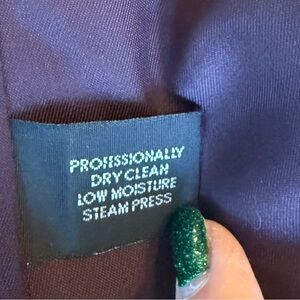 PROFESSIONALLY
DRY CLEAN
LOW MOISTURE
STEAM PRESS